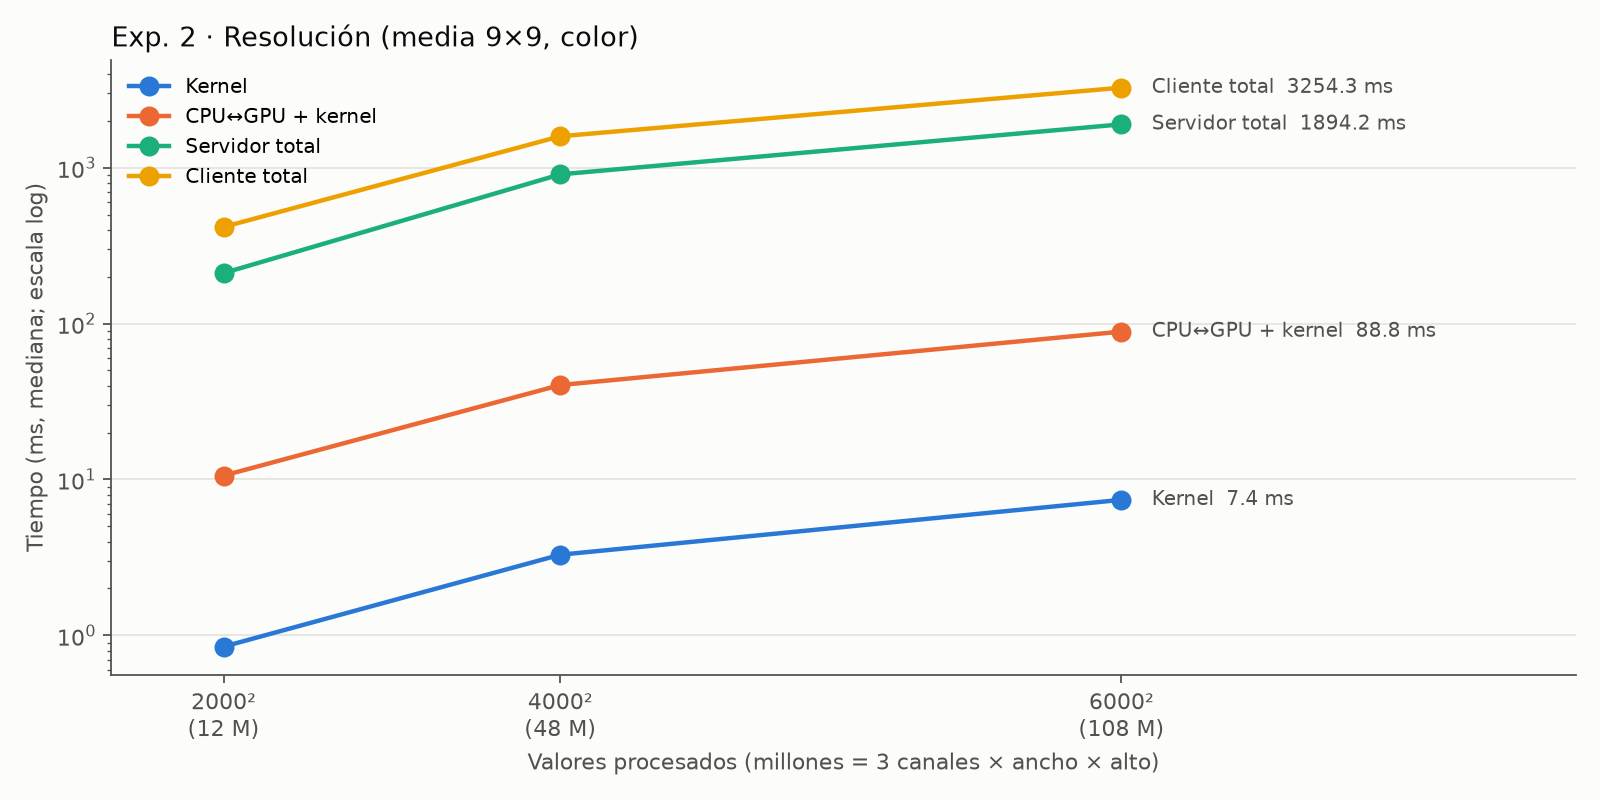 Exp. 2 · Resolución (media 9×9, color)
Kernel
CPU↔GPU + kernel
Servidor total
Cliente total
Cliente total  3254.3 ms
Servidor total  1894.2 ms
CPU↔GPU + kernel  88.8 ms
Kernel  7.4 ms
Tiempo (ms, mediana; escala log)
10³
10²
10¹
10⁰
2000²
(12 M)
4000²
(48 M)
6000²
(108 M)
Valores procesados (millones = 3 canales × ancho × alto)